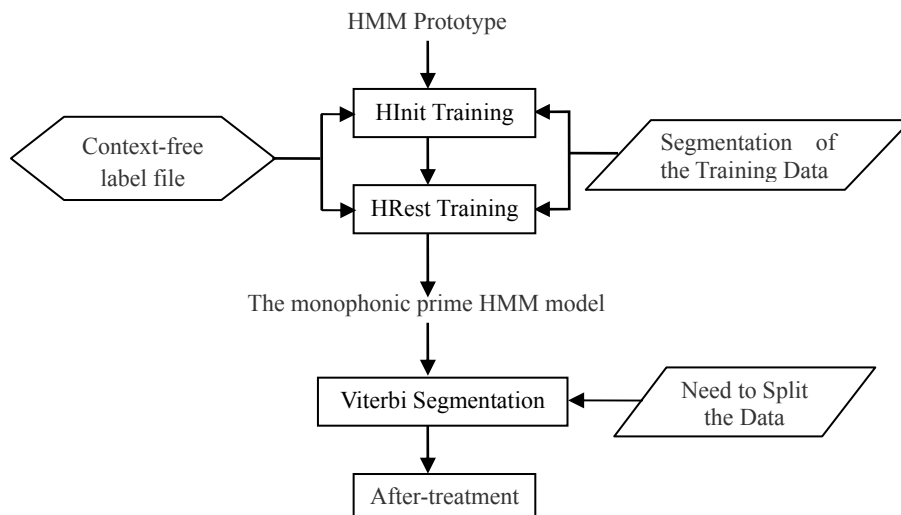 HMM Prototype
HInit Training
Context-free
label file
Segmentation of
the Training Data
HRest Training
The monophonic prime HMM model
Viterbi Segmentation
Need to Split
the Data
After-treatment